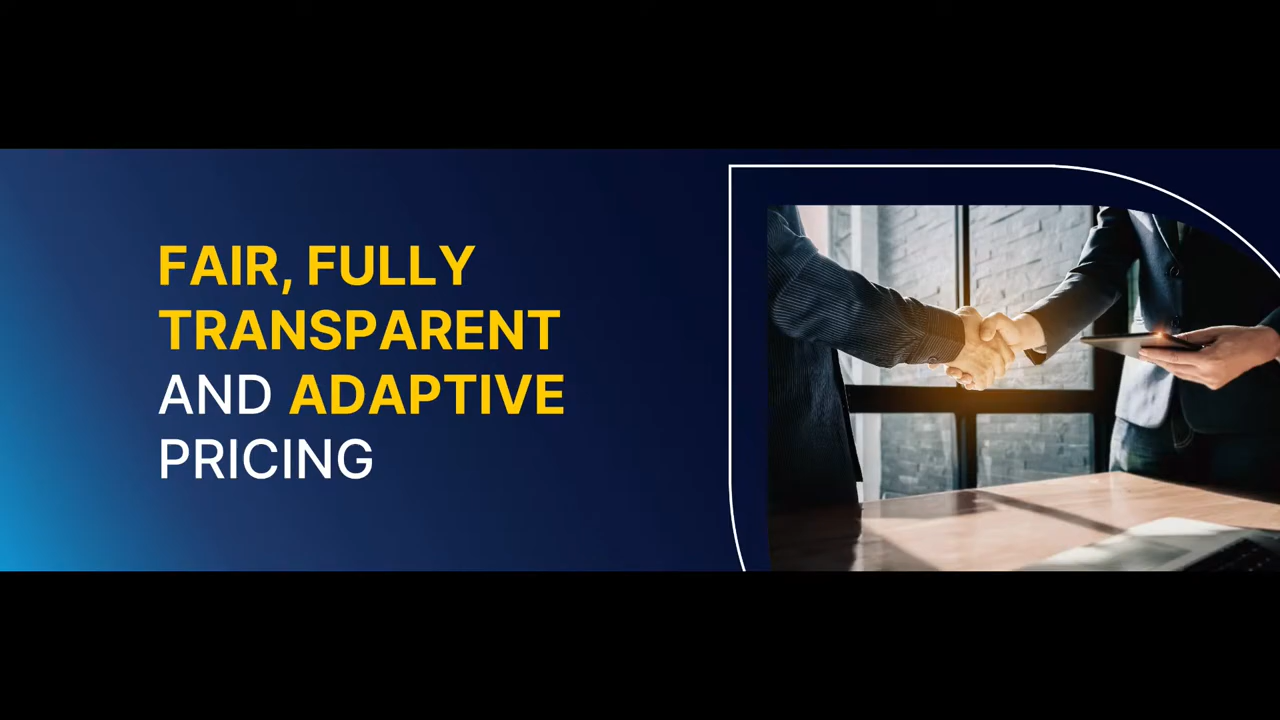 FAIR, FULLY
TRANSPARENT
AND ADAPTIVE
PRICING